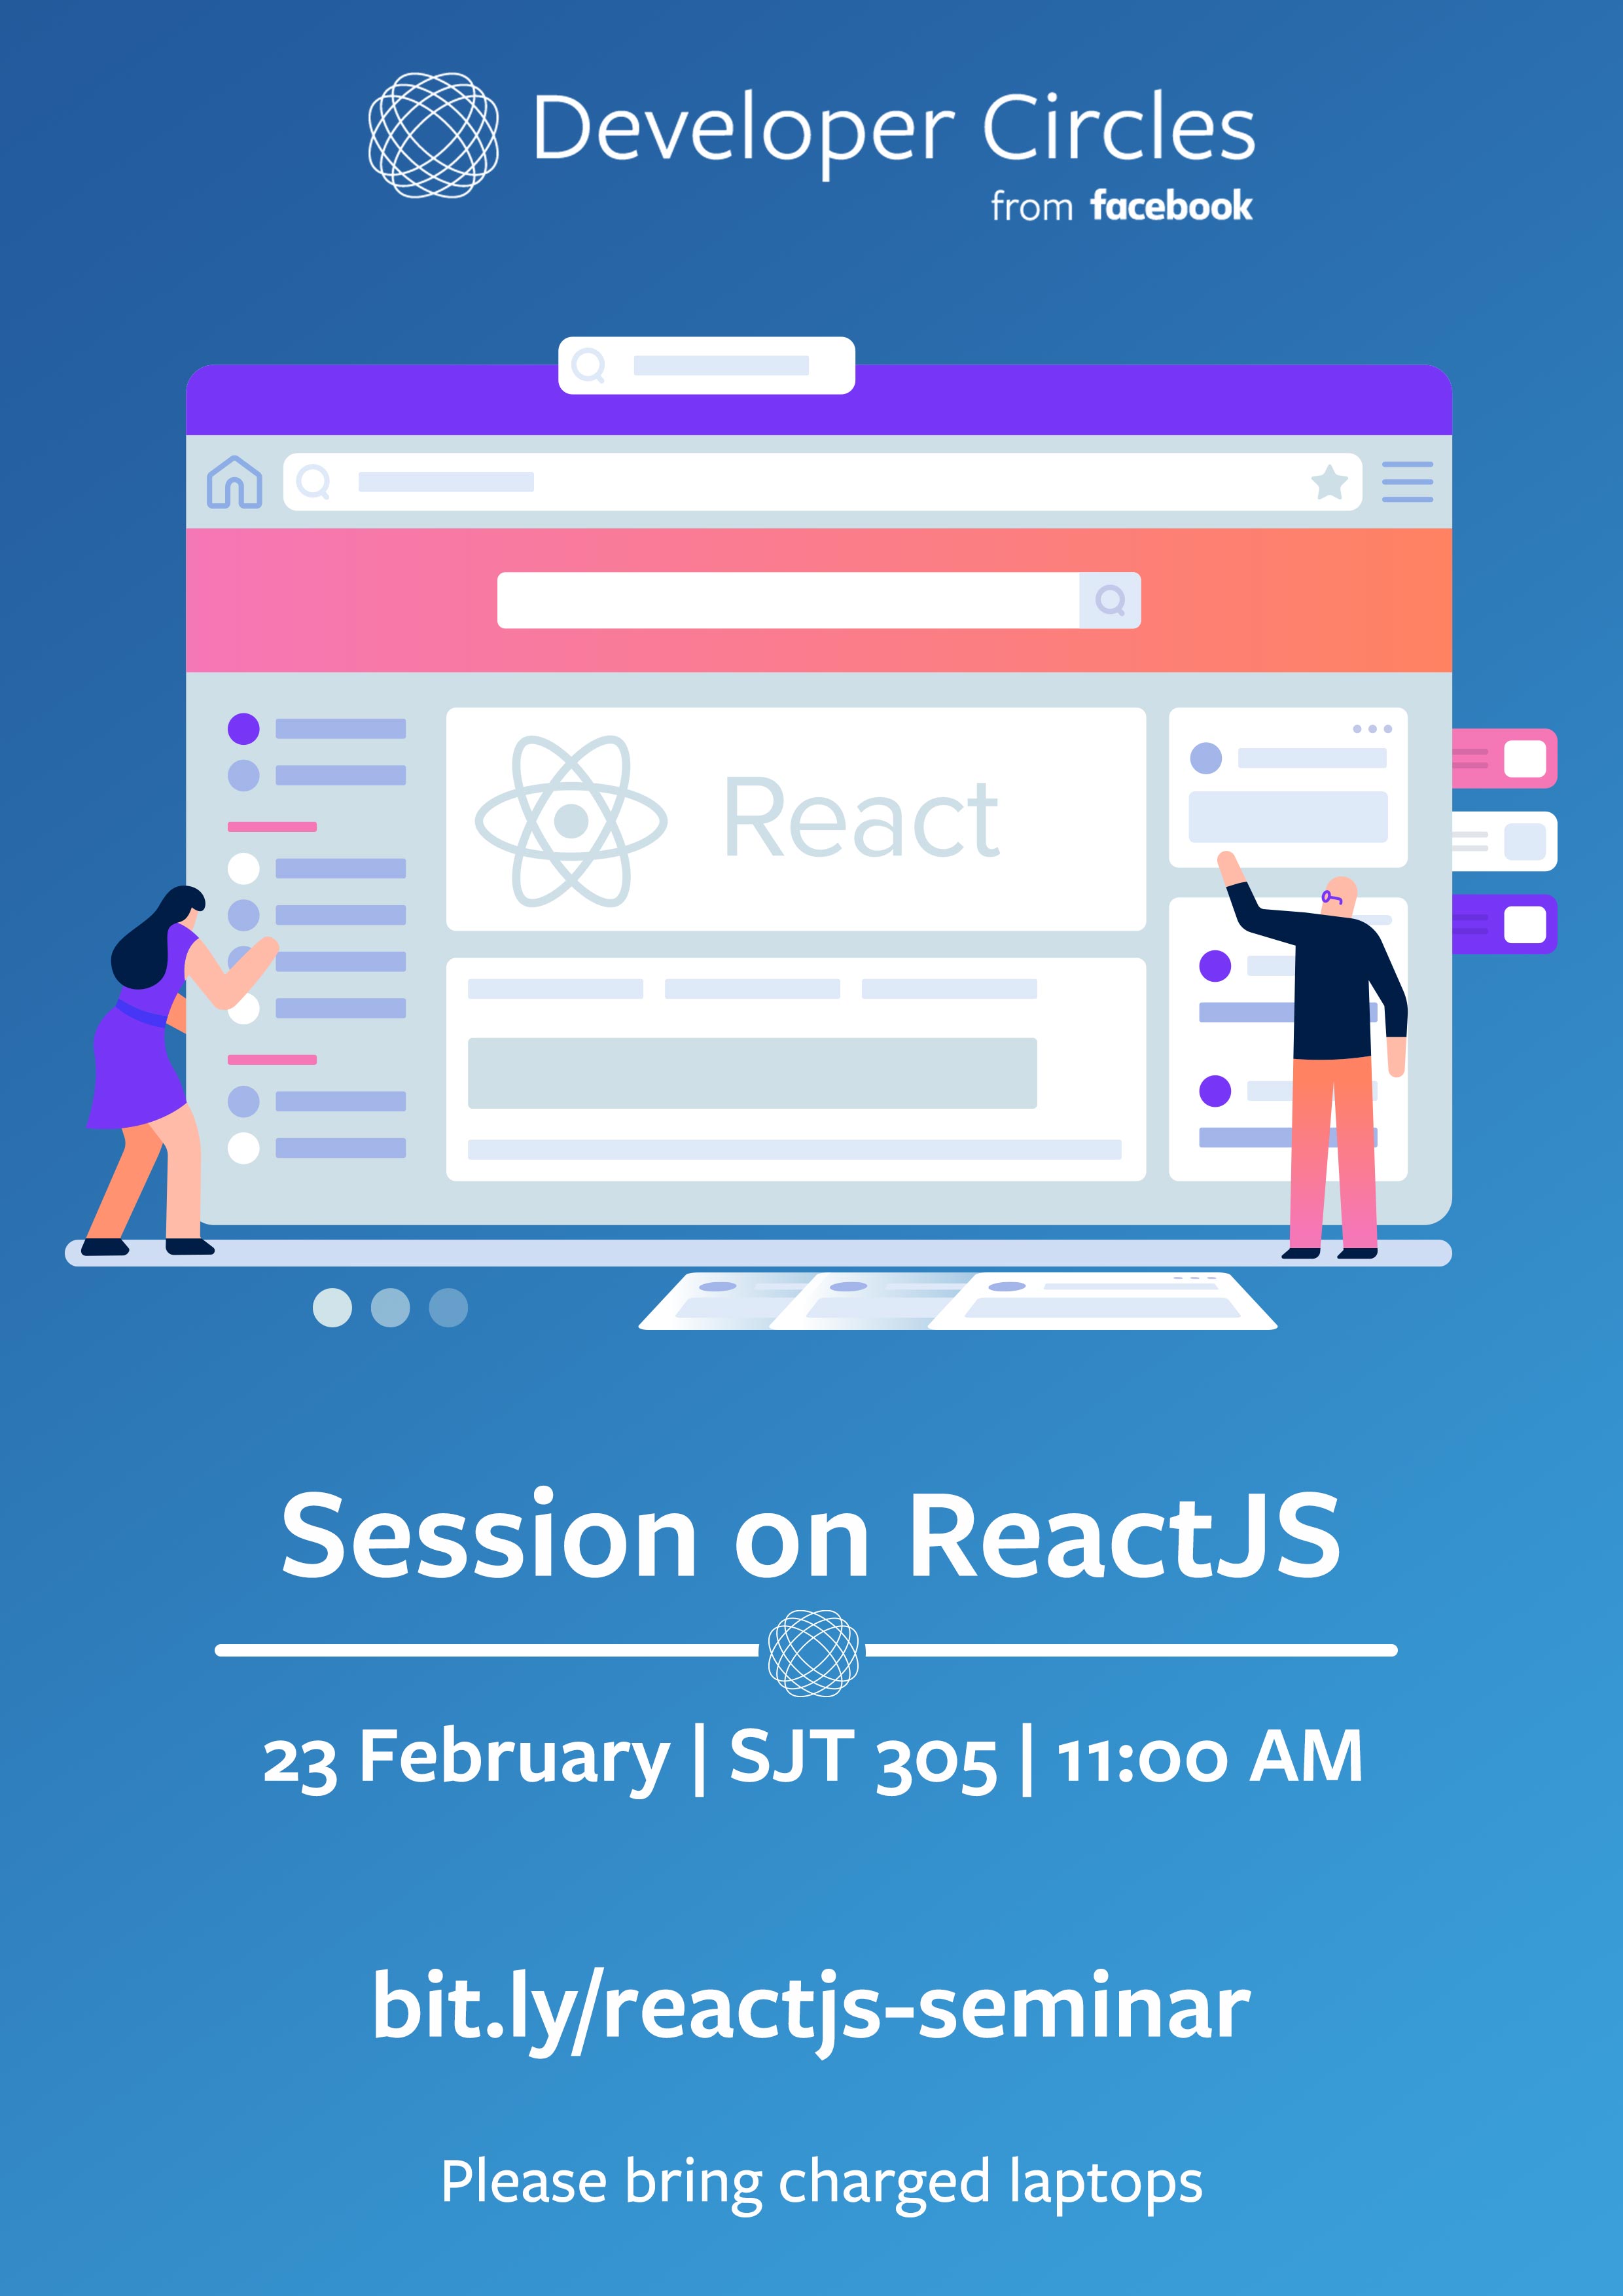 Developer Circles
from facebook
React
Session on ReactJS
23 February | SJT 305 | 11:00 AM
bit.ly/reactjs-seminar
Please bring charged laptops